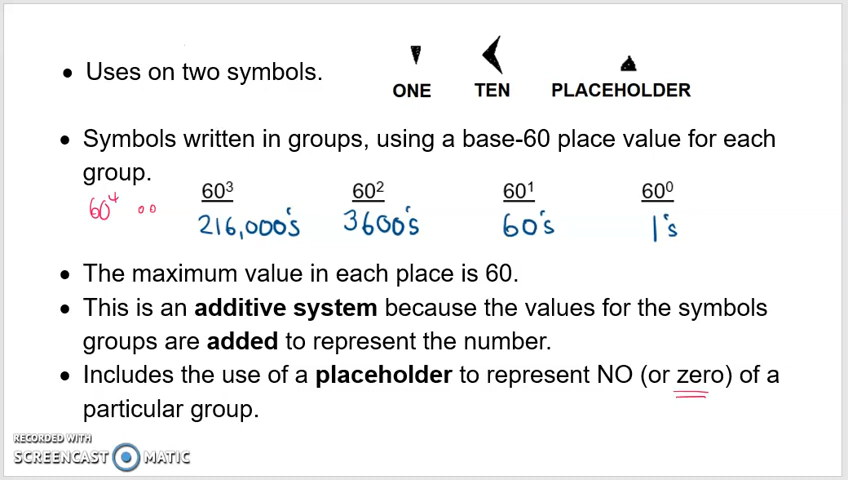 • Uses on two symbols.
ONE TEN PLACEHOLDER
• Symbols written in groups, using a base-60 place value for each
group.
60⁴ 60³ 60² 60¹ 60⁰
216,000's 3600's 60's 1's
• The maximum value in each place is 60.
• This is an additive system because the values for the symbols
groups are added to represent the number.
• Includes the use of a placeholder to represent NO (or zero) of a
particular group.
RECORDED WITH
SCREENCAST MATIC